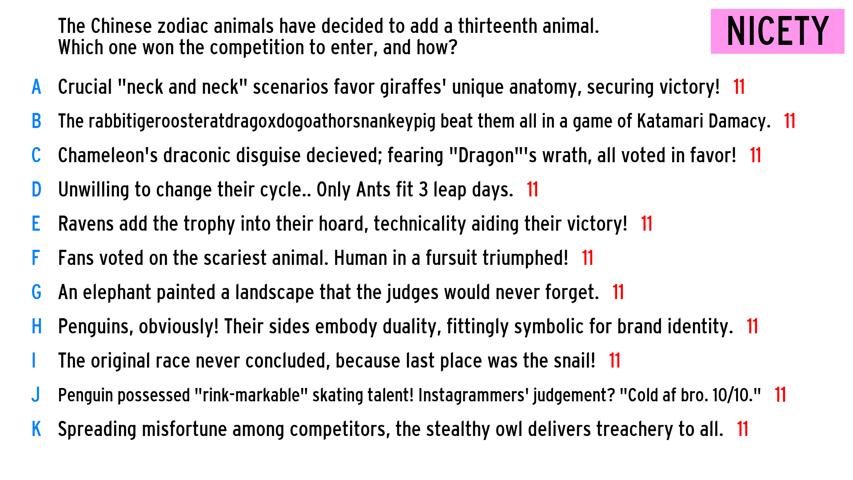 The Chinese zodiac animals have decided to add a thirteenth animal.
NICETY
Which one won the competition to enter, and how?
A Crucial "neck and neck" scenarios favor giraffes' unique anatomy, securing victory! 11
B The rabbitigeroosteratdragoxdogoathorsnankeypig beat them all in a game of Katamari Damacy. 11
C Chameleon's draconic disguise decieved; fearing "Dragon"'s wrath, all voted in favor! 11
D Unwilling to change their cycle.. Only Ants fit 3 leap days. 11
E Ravens add the trophy into their hoard, technicality aiding their victory! 11
F Fans voted on the scariest animal. Human in a fursuit triumphed! 11
G An elephant painted a landscape that the judges would never forget. 11
H Penguins, obviously! Their sides embody duality, fittingly symbolic for brand identity. 11
I The original race never concluded, because last place was the snail! 11
J Penguin possessed "rink-markable" skating talent! Instagrammers' judgement? "Cold af bro. 10/10." 11
K Spreading misfortune among competitors, the stealthy owl delivers treachery to all. 11